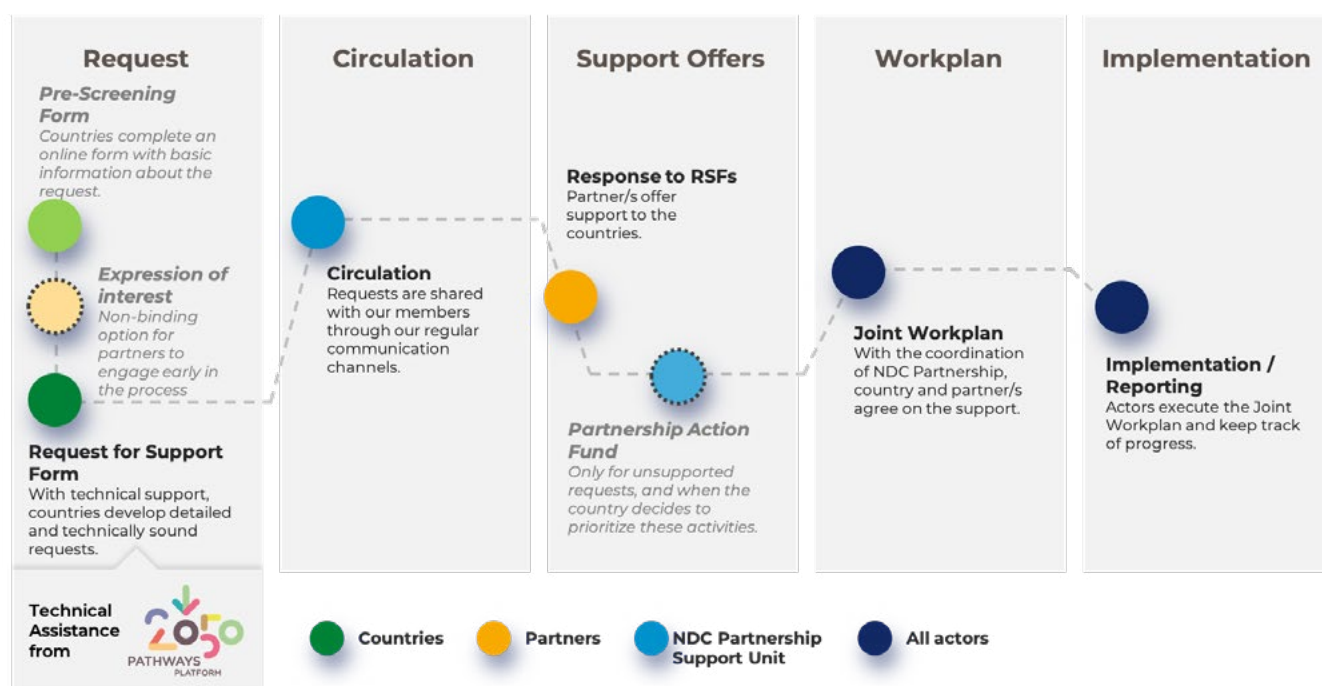 Request
Pre-Screening
Form
Countries complete an
online form with basic
information about the
request.
Expression of
interest
Non-binding
option for
partners to
engage early in
the process
Request for Support
Form
With technical support,
countries develop detailed
and technically sound
requests.
Technical
Assistance
from
2050
PATHWAYS
PLATFORM
Circulation
Circulation
Requests are shared
with our members
through our regular
communication
channels.
Support Offers
Response to RSFs
Partner/s offer
support to the
countries.
Partnership Action
Fund
Only for unsupported
requests, and when the
country decides to
prioritize these activities.
Workplan
Joint Workplan
With the coordination
of NDC Partnership,
country and partner/s
agree on the support.
Implementation
Implementation /
Reporting
Actors execute the Joint
Workplan and keep track
of progress.
Countries
Partners
NDC Partnership
Support Unit
All actors